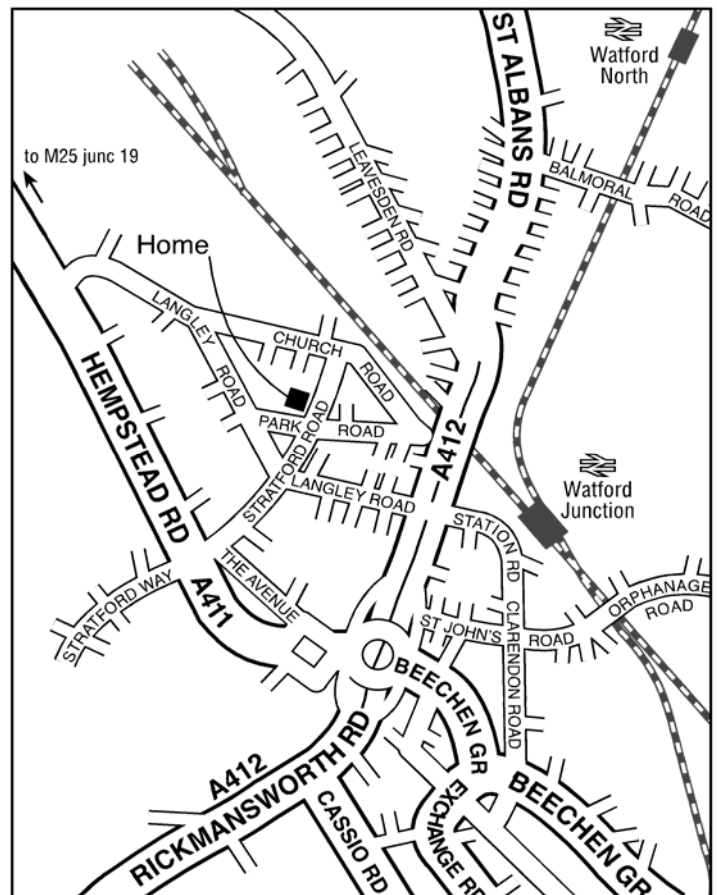 ST ALBANS RD
Watford
North
to M25 junc 19
LEAVESDEN RD
BALMORAL
ROAD
Home
LANGLEY
ROAD
CHURCH
ROAD
HEMPSTEAD RD
PARK
ROAD
STRATFORD ROAD
A412
LANGLEY ROAD
Watford
Junction
STATION RD
STRATFORD WAY
THE AVENUE
A411
CLARENDON ROAD
ORPHANAGE
ROAD
ST JOHN'S
ROAD
BEECHEN GR
A412
RICKMANSWORTH RD
CASSIO RD
EXCHANGE RD
BEECHEN GR